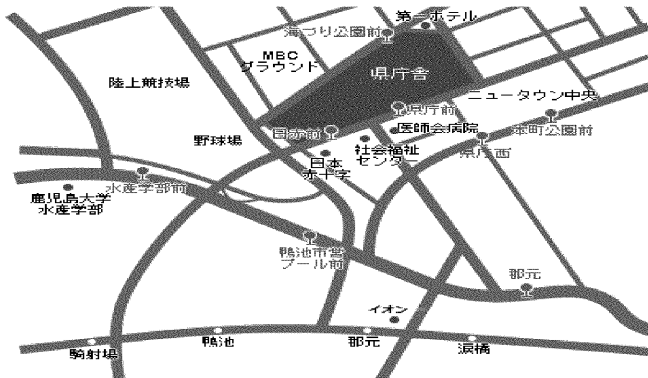 第一ホテル
海づり公園前
MBC
グラウンド
県庁舎
陸上競技場
ニュータウン中央
県庁前
野球場
日赤前
医師会病院
本町公園前
社会福祉
センター
県庁西
日本
赤十字
水産学部前
鹿児島大学
水産学部
鴨池市営
プール前
郡元
イオン
騎射場
鴨池
郡元
涙橋